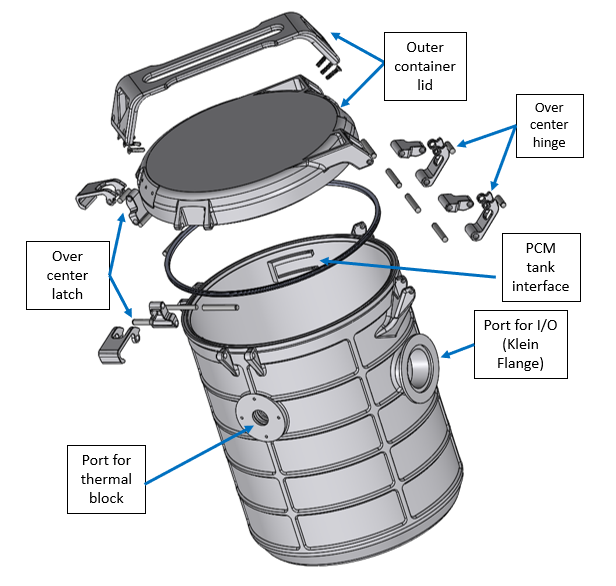 Outer
container
lid
Over
center
hinge
Over
center
latch
PCM
tank
interface
Port for I/O
(Klein
Flange)
Port for
thermal
block